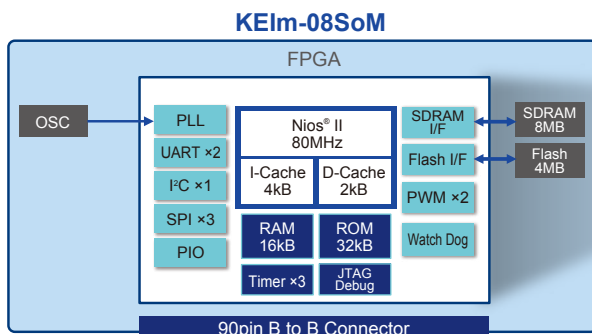 KEIm-08SoM
FPGA
OSC
PLL
UART ×2
I²C ×1
SPI ×3
PIO
Nios® II
80MHz
I-Cache
4kB
D-Cache
2kB
RAM
16kB
ROM
32kB
Timer ×3
JTAG
Debug
SDRAM
I/F
Flash I/F
PWM ×2
Watch Dog
SDRAM
8MB
Flash
4MB
90pin B to B Connector